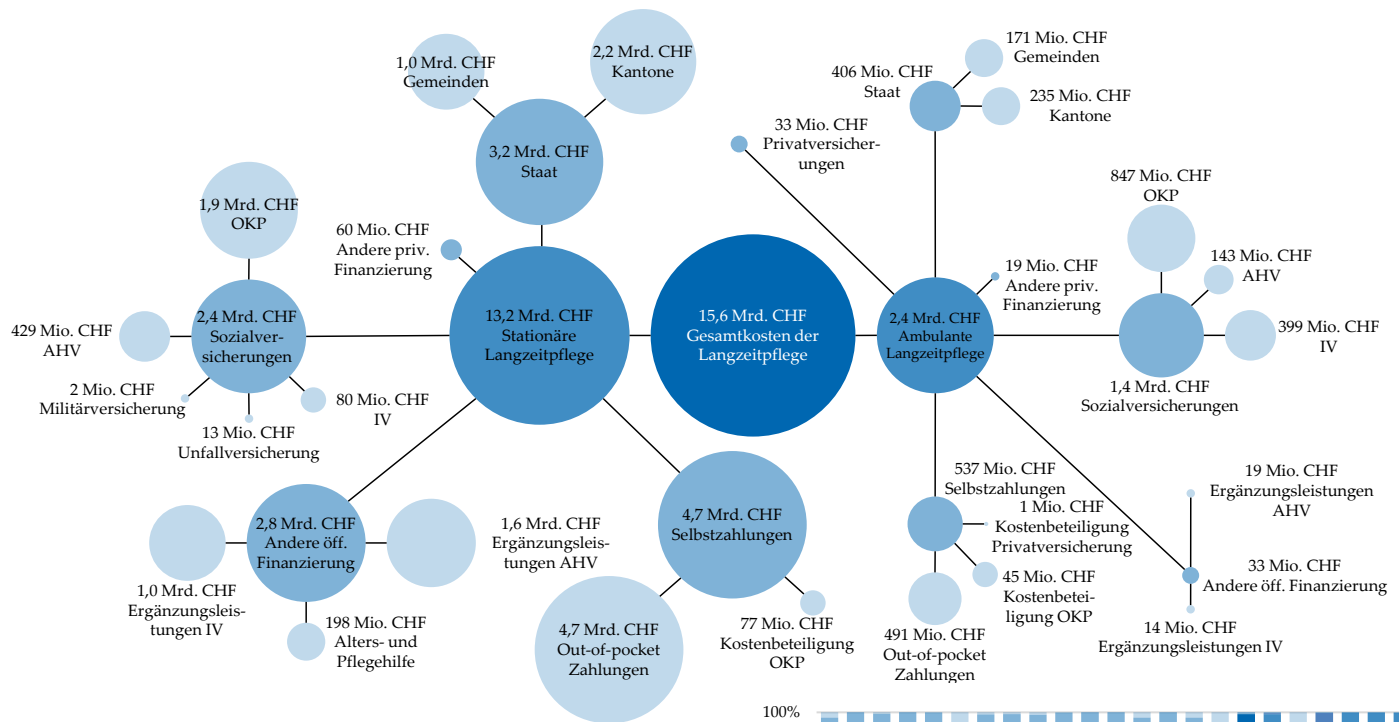 1,0 Mrd. CHF
Gemeinden
2,2 Mrd. CHF
Kantone
3,2 Mrd. CHF
Staat
1,9 Mrd. CHF
OKP
60 Mio. CHF
Andere priv.
Finanzierung
2,4 Mrd. CHF
Sozialver-
sicherungen
429 Mio. CHF
AHV
2 Mio. CHF
Militärversicherung
13 Mio. CHF
Unfallversicherung
80 Mio. CHF
IV
13,2 Mrd. CHF
Stationäre
Langzeitpflege
15,6 Mrd. CHF
Gesamtkosten der
Langzeitpflege
2,8 Mrd. CHF
Andere öff.
Finanzierung
1,0 Mrd. CHF
Ergänzungsleis-
tungen IV
198 Mio. CHF
Alters- und
Pflegehilfe
1,6 Mrd. CHF
Ergänzungsleis-
tungen AHV
4,7 Mrd. CHF
Selbstzahlungen
4,7 Mrd. CHF
Out-of-pocket
Zahlungen
77 Mio. CHF
Kostenbeteiligung
OKP
171 Mio. CHF
Gemeinden
406 Mio. CHF
Staat
235 Mio. CHF
Kantone
33 Mio. CHF
Privatversicher-
ungen
19 Mio. CHF
Andere priv.
Finanzierung
2,4 Mrd. CHF
Ambulante
Langzeitpflege
847 Mio. CHF
OKP
143 Mio. CHF
AHV
399 Mio. CHF
IV
1,4 Mrd. CHF
Sozialversicherungen
537 Mio. CHF
Selbstzahlungen
1 Mio. CHF
Kostenbeteiligung
Privatversicherung
45 Mio. CHF
Kostenbetei-
ligung OKP
491 Mio. CHF
Out-of-pocket
Zahlungen
19 Mio. CHF
Ergänzungsleistungen
AHV
33 Mio. CHF
Andere öff. Finanzierung
14 Mio. CHF
Ergänzungsleistungen IV
100%